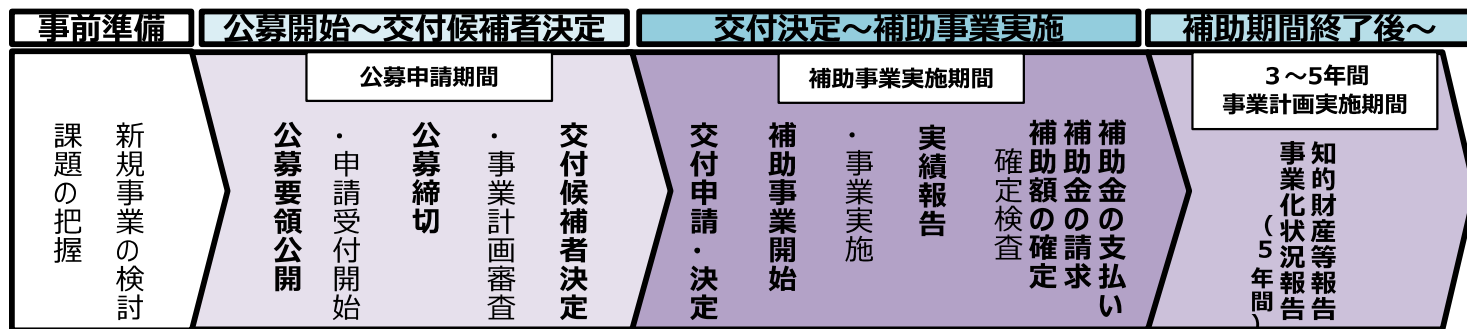 事前準備
公募開始～交付候補者決定
交付決定～補助事業実施
補助期間終了後～
課題の把握
新規事業の検討
公募申請期間
公募要領公開
・申請受付開始
公募締切
・事業計画審査
交付候補者決定
補助事業実施期間
交付申請・決定
補助事業開始
・事業実施
実績報告
確定検査
補助額の確定
補助金の請求
補助金の支払い
３～5年間
事業計画実施期間
（５年間）
事業化状況報告
知的財産等報告